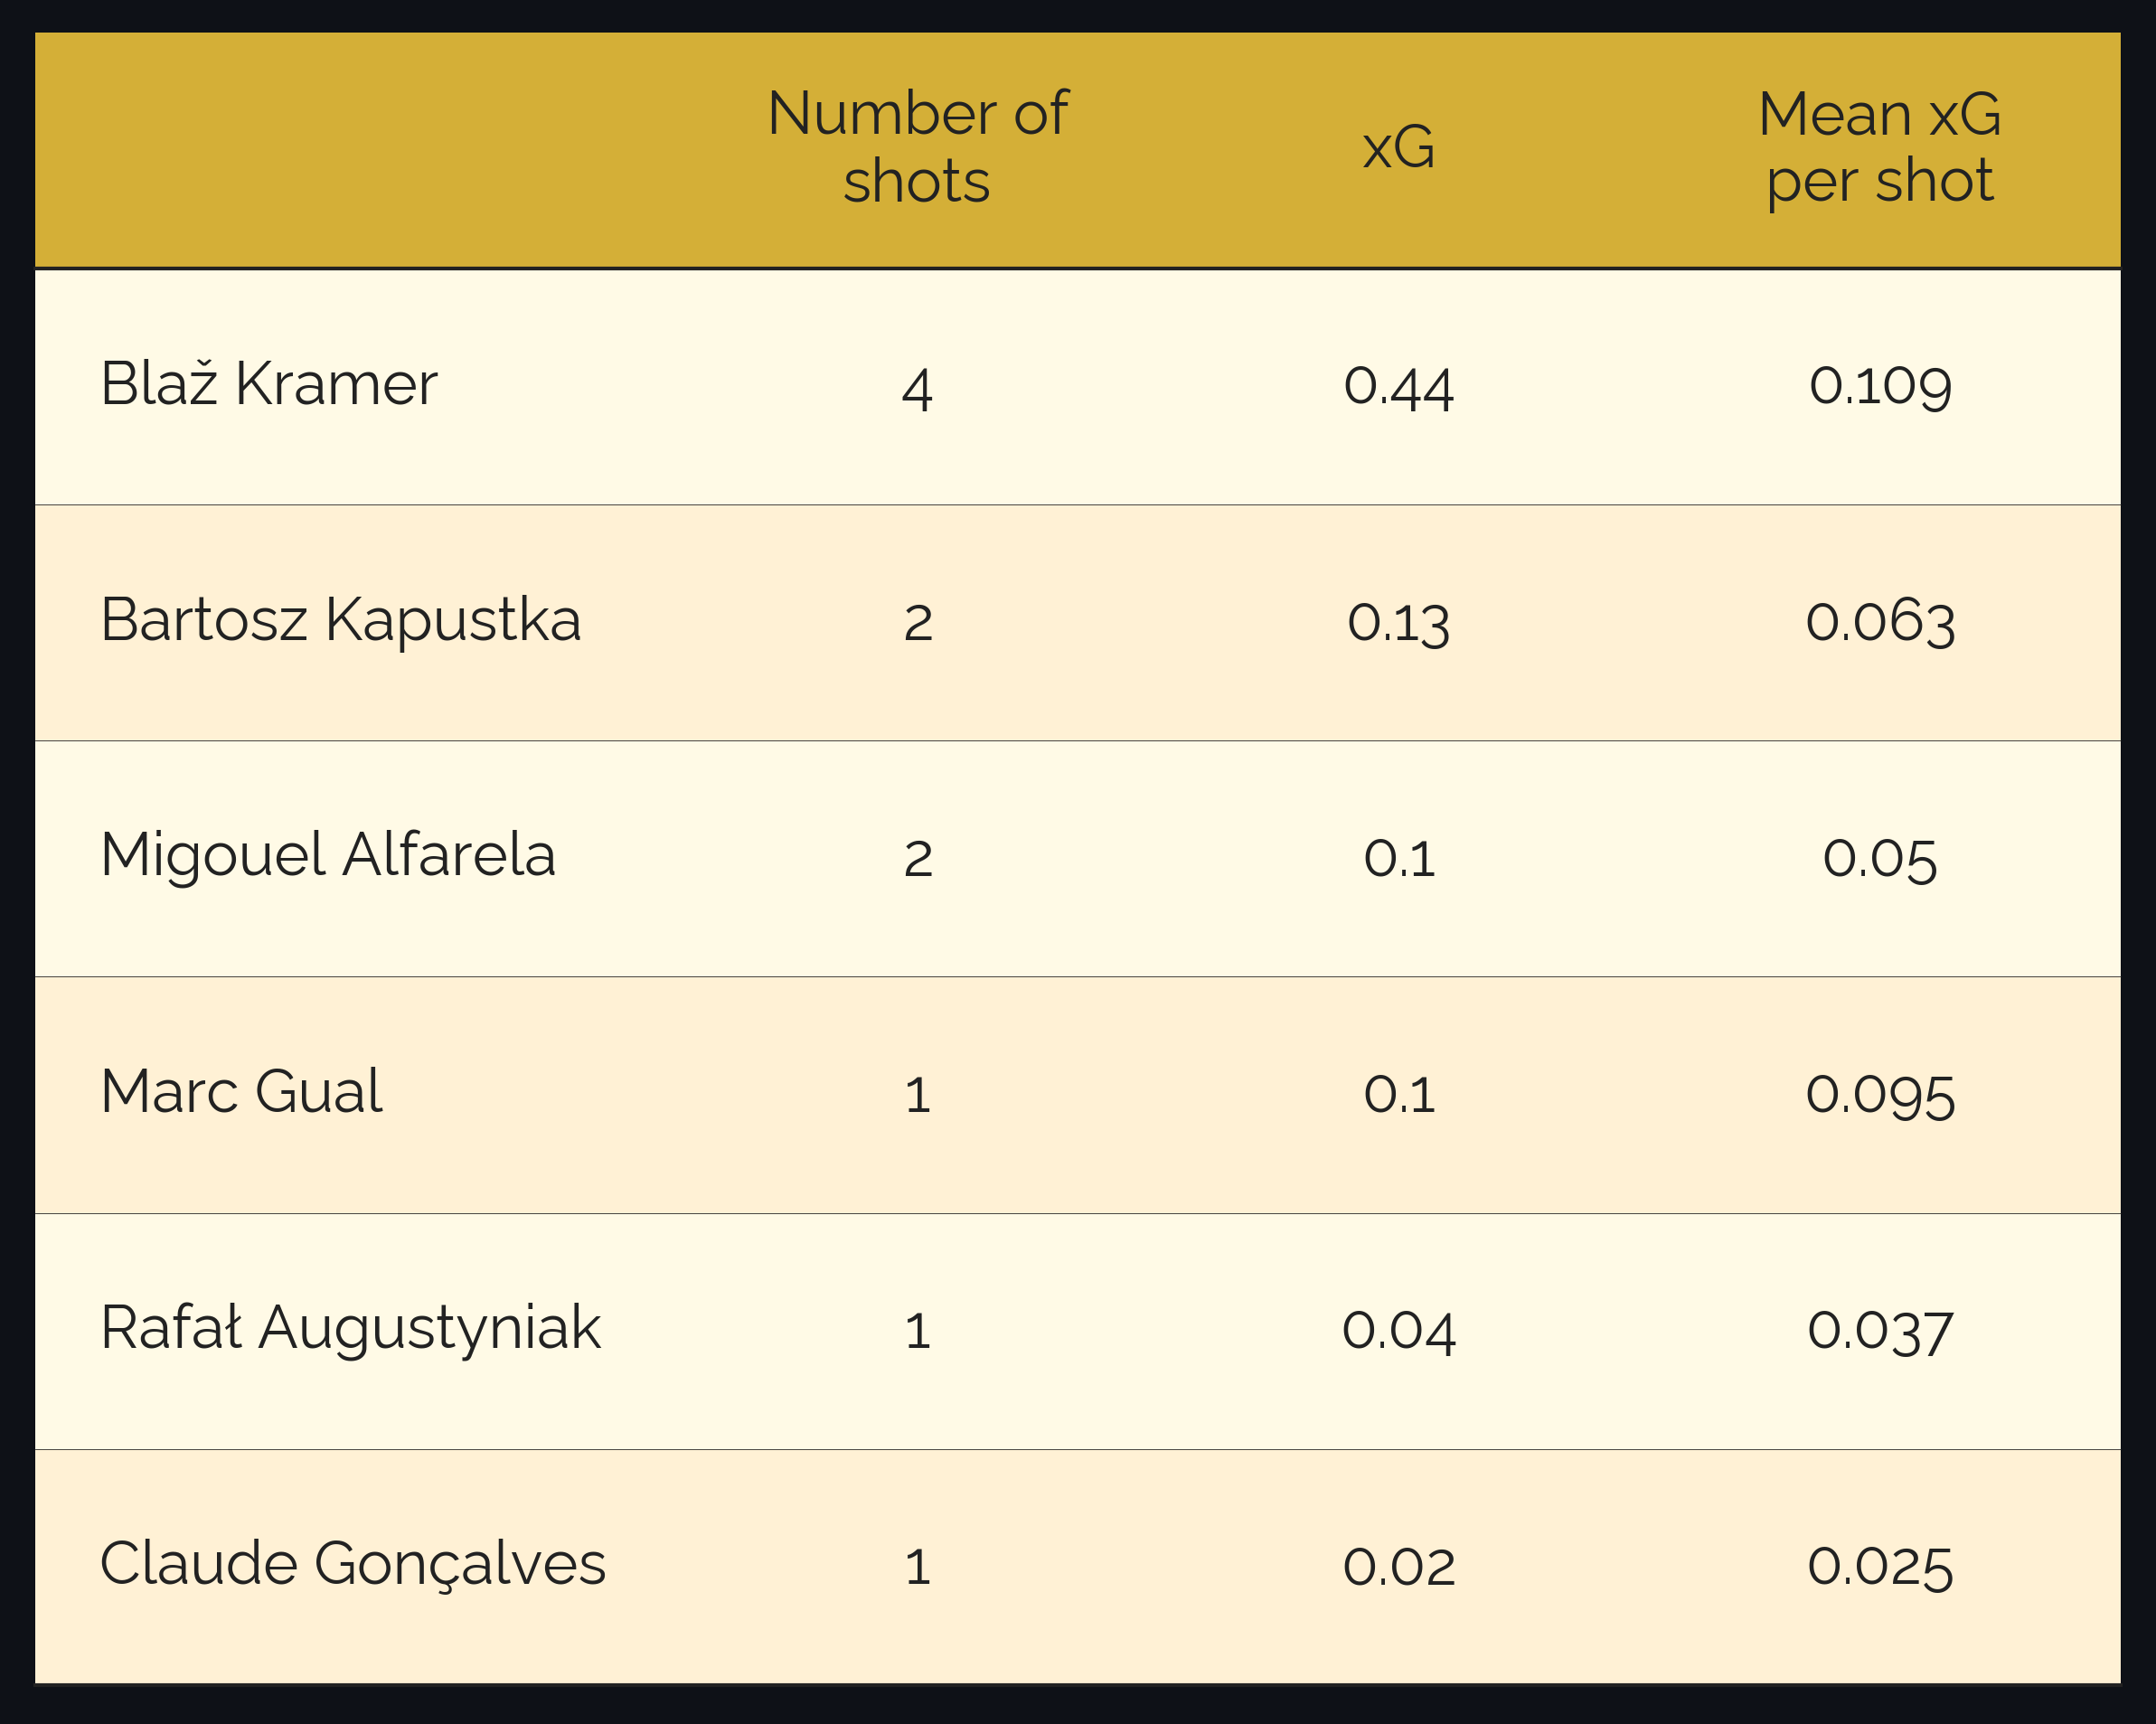 Number of shots xG Mean xG per shot
Blaž Kramer 4 0.44 0.109
Bartosz Kapustka 2 0.13 0.063
Migouel Alfarela 2 0.1 0.05
Marc Gual 1 0.1 0.095
Rafał Augustyniak 1 0.04 0.037
Claude Gonçalves 1 0.02 0.025